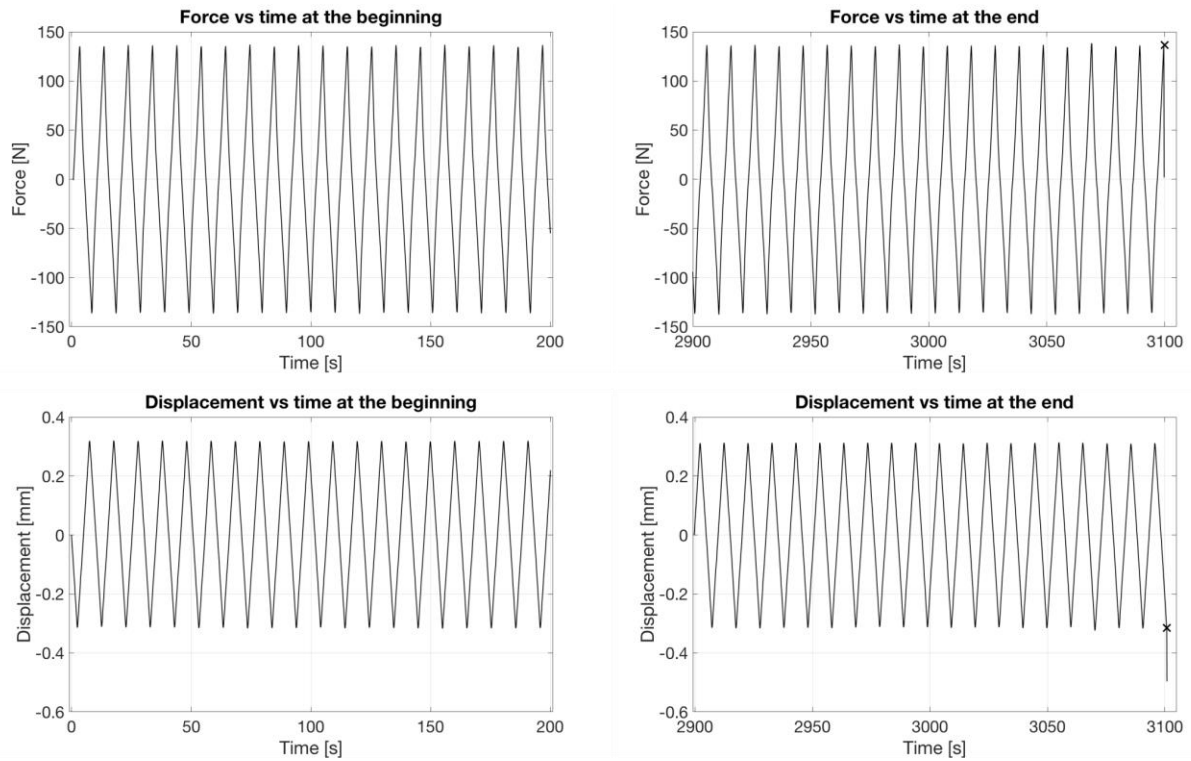 Force vs time at the beginning
150
100
50
0
-50
-100
-150
Force [N]
0 50 100 150 200
Time [s]
Force vs time at the end
150
100
50
0
-50
-100
-150
Force [N]
2900 2950 3000 3050 3100
Time [s]
Displacement vs time at the beginning
0.4
0.2
0
-0.2
-0.4
-0.6
Displacement [mm]
0 50 100 150 200
Time [s]
Displacement vs time at the end
0.4
0.2
0
-0.2
-0.4
-0.6
Displacement [mm]
2900 2950 3000 3050 3100
Time [s]